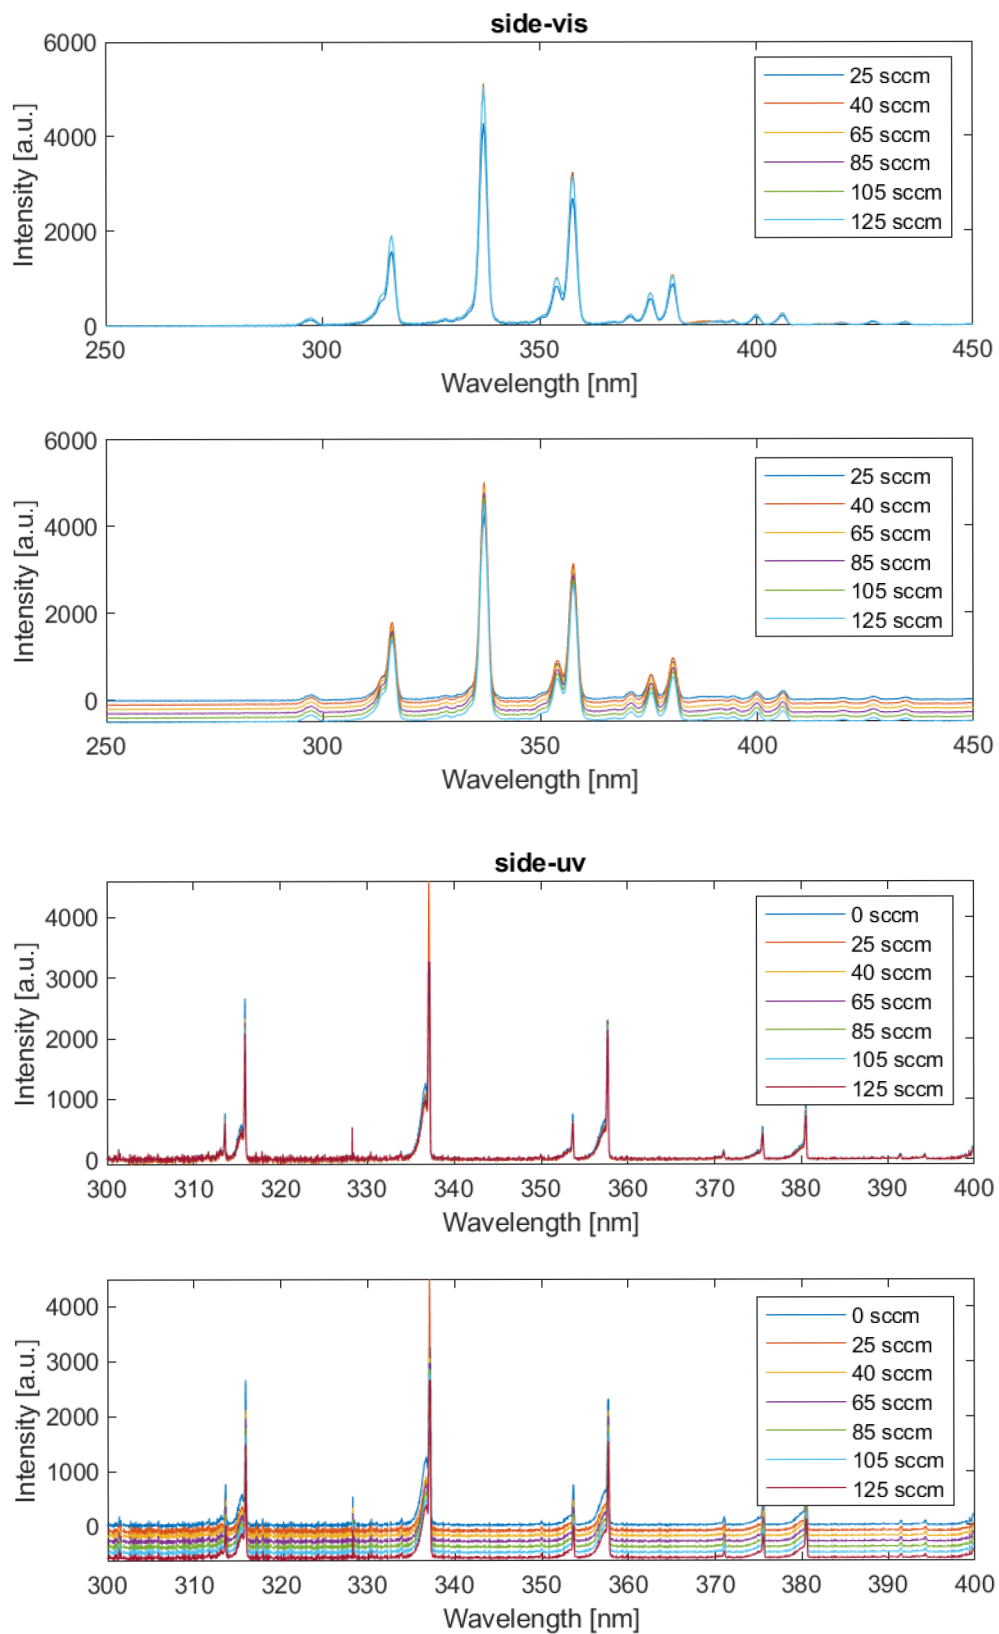 side-vis
6000
4000
2000
0
Intensity [a.u.]
25 sccm
40 sccm
65 sccm
85 sccm
105 sccm
125 sccm
250 300 350 400 450
Wavelength [nm]
6000
4000
2000
0
Intensity [a.u.]
25 sccm
40 sccm
65 sccm
85 sccm
105 sccm
125 sccm
250 300 350 400 450
Wavelength [nm]
side-uv
4000
3000
2000
1000
0
Intensity [a.u.]
0 sccm
25 sccm
40 sccm
65 sccm
85 sccm
105 sccm
125 sccm
300 310 320 330 340 350 360 370 380 390 400
Wavelength [nm]
4000
3000
2000
1000
0
Intensity [a.u.]
0 sccm
25 sccm
40 sccm
65 sccm
85 sccm
105 sccm
125 sccm
300 310 320 330 340 350 360 370 380 390 400
Wavelength [nm]